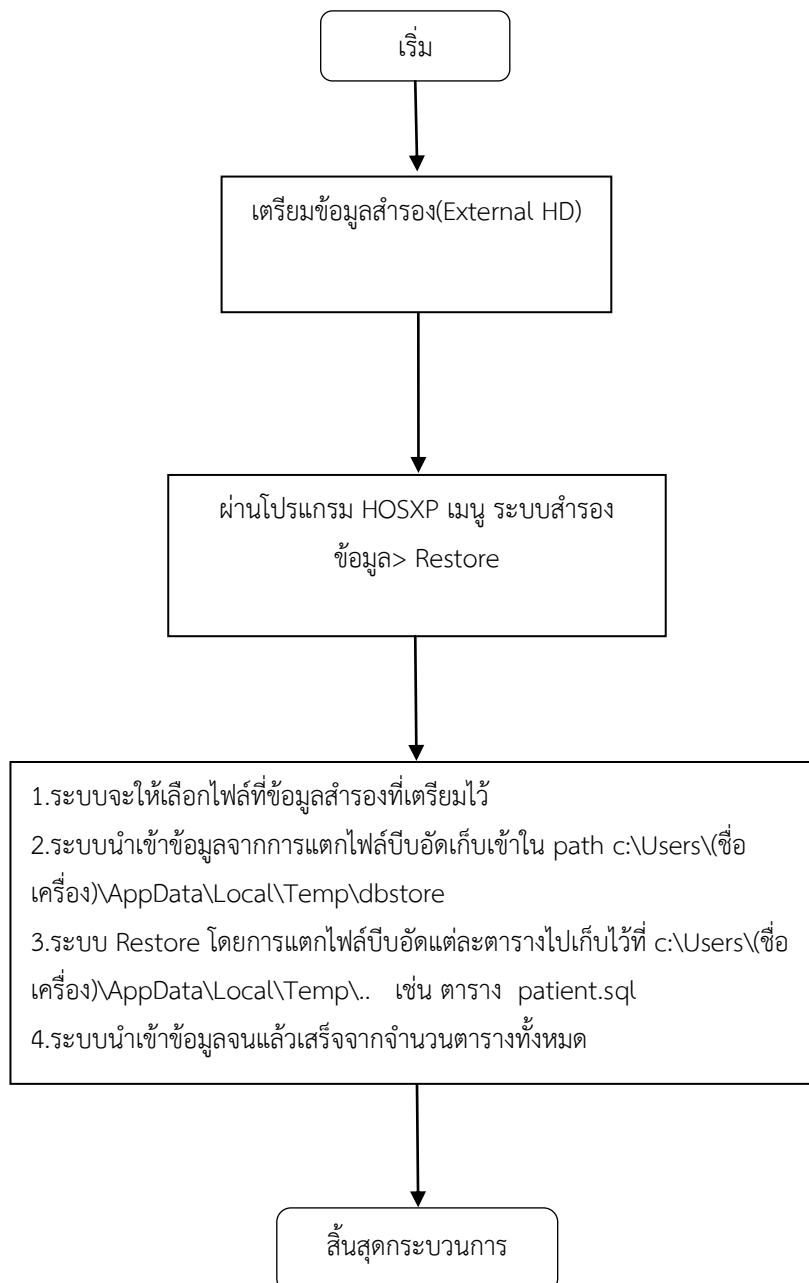 เริ่ม
เตรียมข้อมูลสำรอง(External HD)
ผ่านโปรแกรม HOSXP เมนู ระบบสำรอง
ข้อมูล> Restore
1.ระบบจะให้เลือกไฟล์ที่ข้อมูลสำรองที่เตรียมไว้
2.ระบบนำเข้าข้อมูลจากการแตกไฟล์บีบอัดเก็บเข้าใน path c:\Users\(ชื่อ
เครื่อง)\AppData\Local\Temp\dbstore
3.ระบบ Restore โดยการแตกไฟล์บีบอัดแต่ละตารางไปเก็บไว้ที่ c:\Users\(ชื่อ
เครื่อง)\AppData\Local\Temp\.. เช่น ตาราง patient.sql
4.ระบบนำเข้าข้อมูลจนแล้วเสร็จจากจำนวนตารางทั้งหมด
สิ้นสุดกระบวนการ